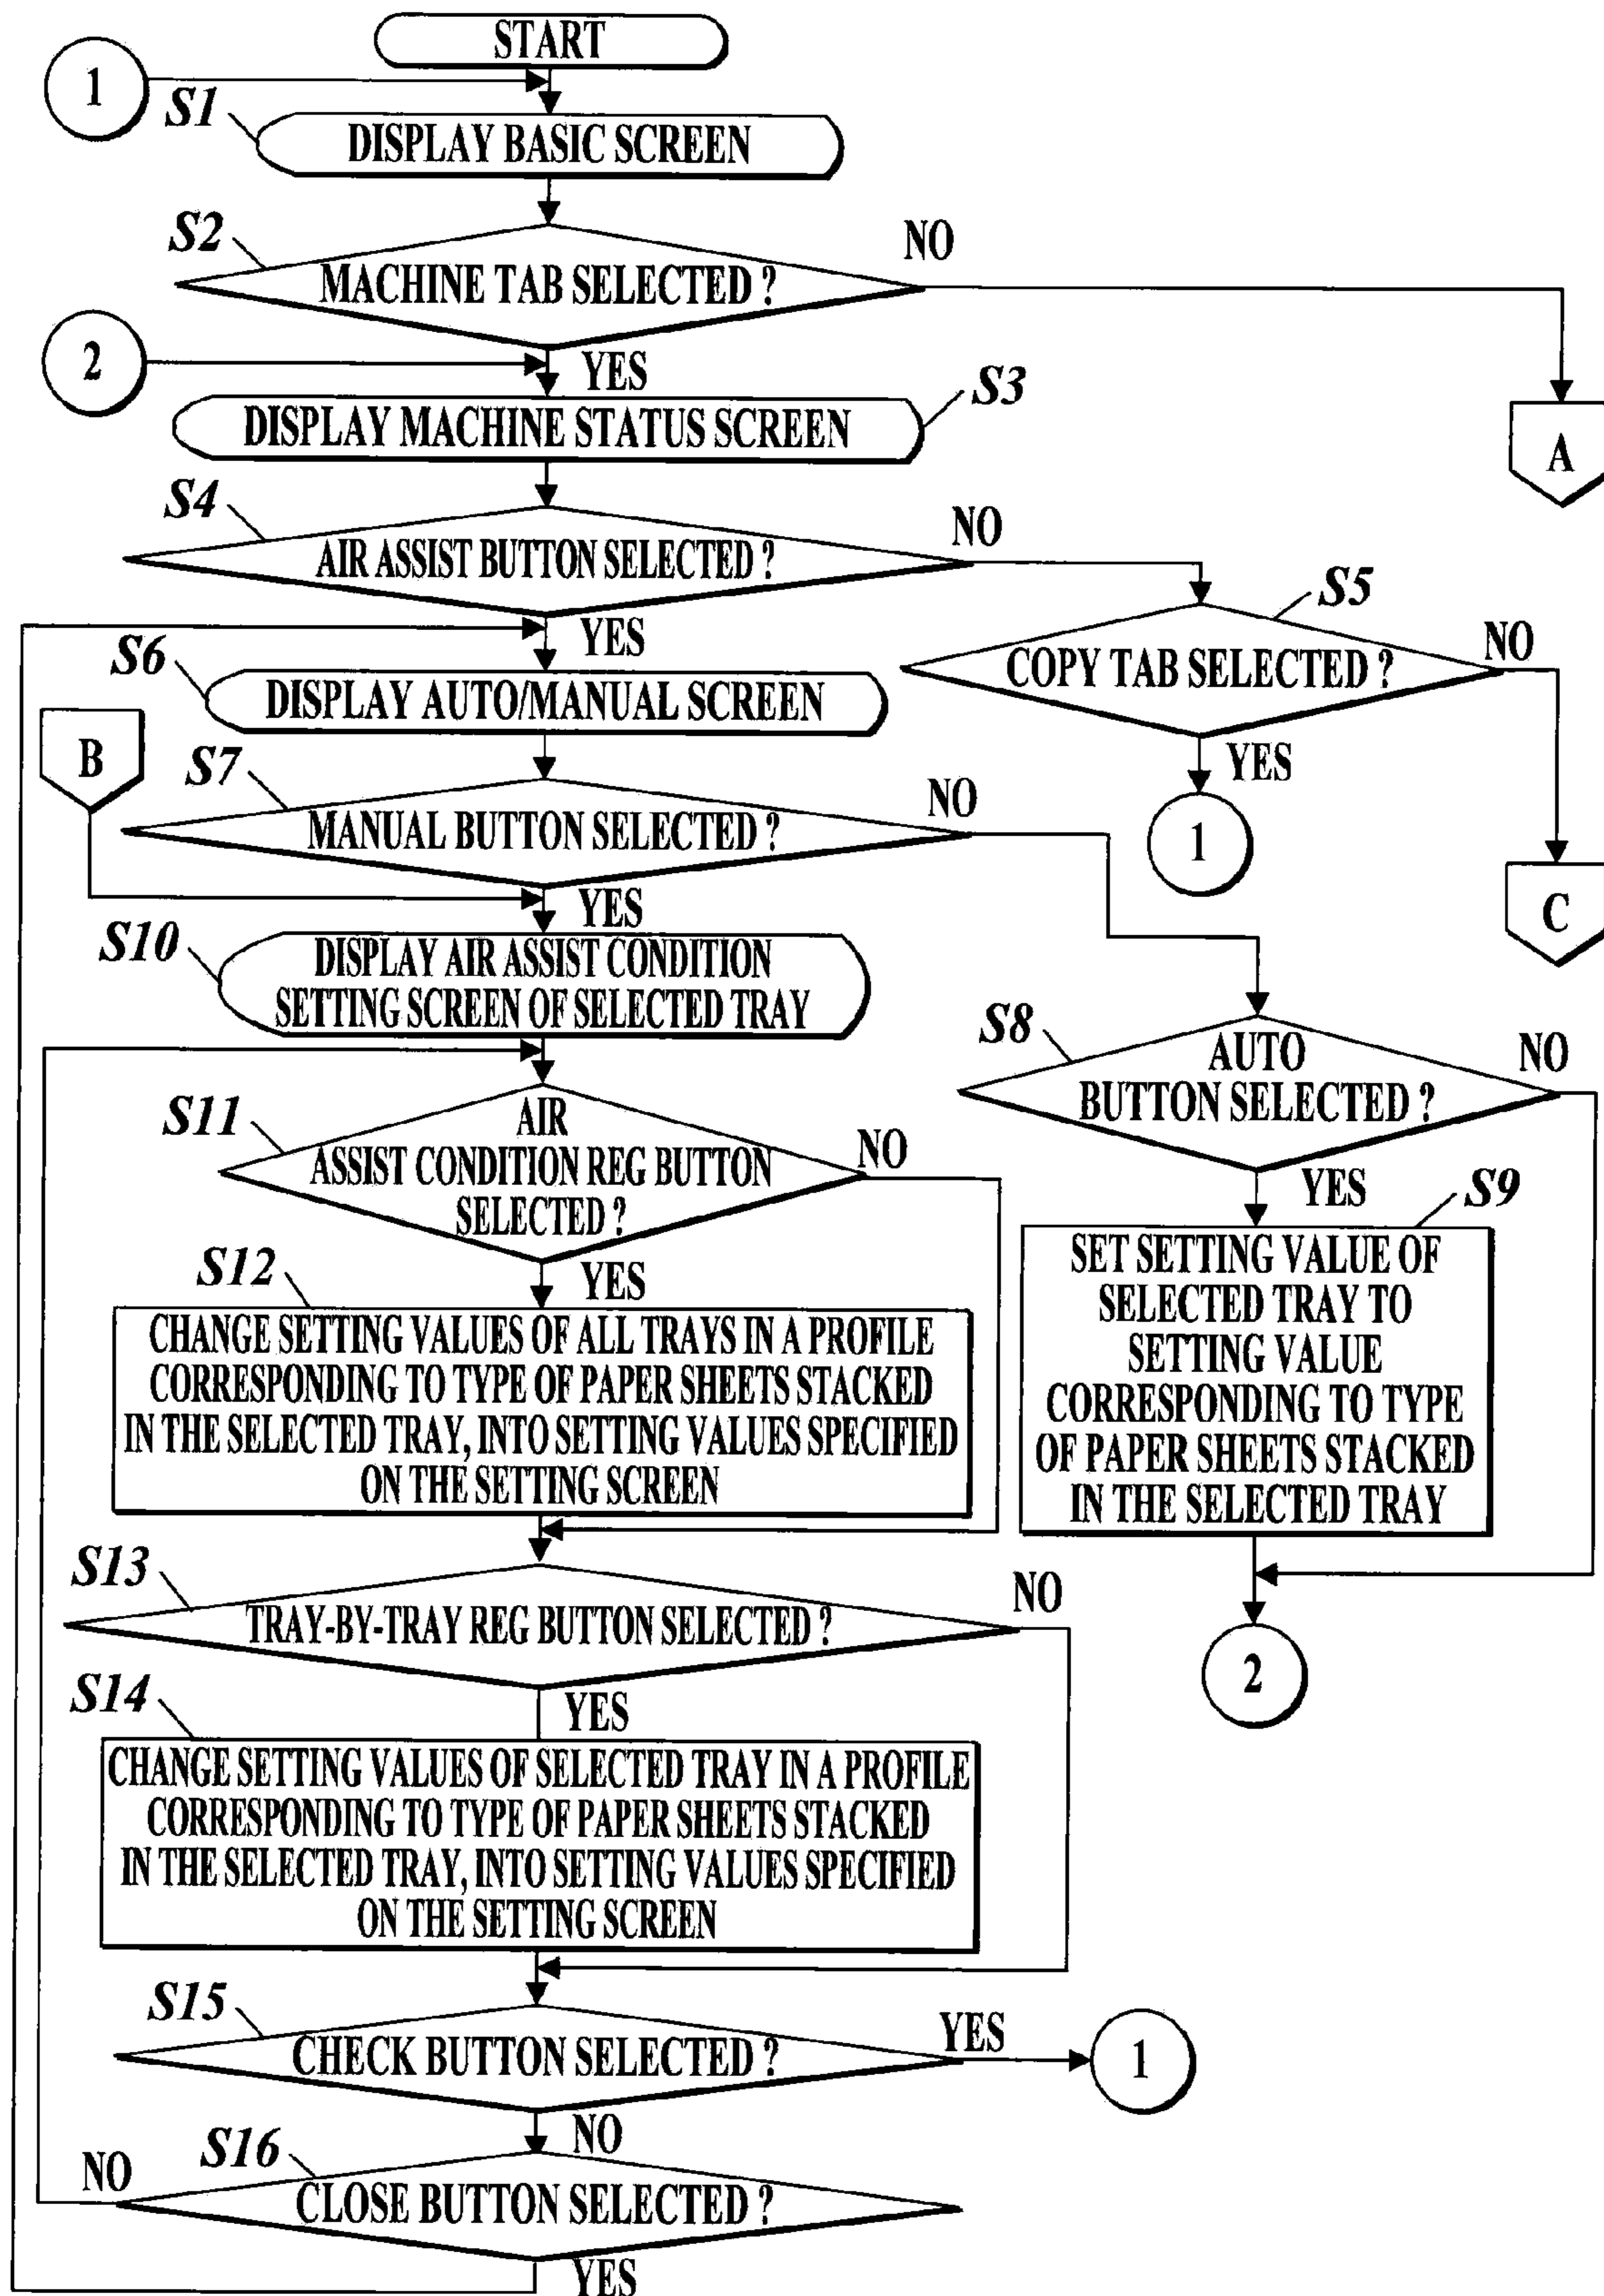 START
1
S1
DISPLAY BASIC SCREEN
S2
NO
MACHINE TAB SELECTED ?
2
YES
S3
DISPLAY MACHINE STATUS SCREEN
A
S4
NO
AIR ASSIST BUTTON SELECTED ?
S5
YES
NO
S6
COPY TAB SELECTED ?
DISPLAY AUTO/MANUAL SCREEN
B
S7
YES
NO
MANUAL BUTTON SELECTED ?
1
YES
C
S10
DISPLAY AIR ASSIST CONDITION
SETTING SCREEN OF SELECTED TRAY
S8
AUTO
BUTTON SELECTED ?
NO
S11
AIR
ASSIST CONDITION REG BUTTON
SELECTED ?
NO
YES
S9
SET SETTING VALUE OF
SELECTED TRAY TO
SETTING VALUE
CORRESPONDING TO TYPE
OF PAPER SHEETS STACKED
IN THE SELECTED TRAY
S12
YES
CHANGE SETTING VALUES OF ALL TRAYS IN A PROFILE
CORRESPONDING TO TYPE OF PAPER SHEETS STACKED
IN THE SELECTED TRAY, INTO SETTING VALUES SPECIFIED
ON THE SETTING SCREEN
S13
NO
TRAY-BY-TRAY REG BUTTON SELECTED ?
2
S14
YES
CHANGE SETTING VALUES OF SELECTED TRAY IN A PROFILE
CORRESPONDING TO TYPE OF PAPER SHEETS STACKED
IN THE SELECTED TRAY, INTO SETTING VALUES SPECIFIED
ON THE SETTING SCREEN
S15
YES
CHECK BUTTON SELECTED ?
1
NO
S16
NO
CLOSE BUTTON SELECTED ?
YES